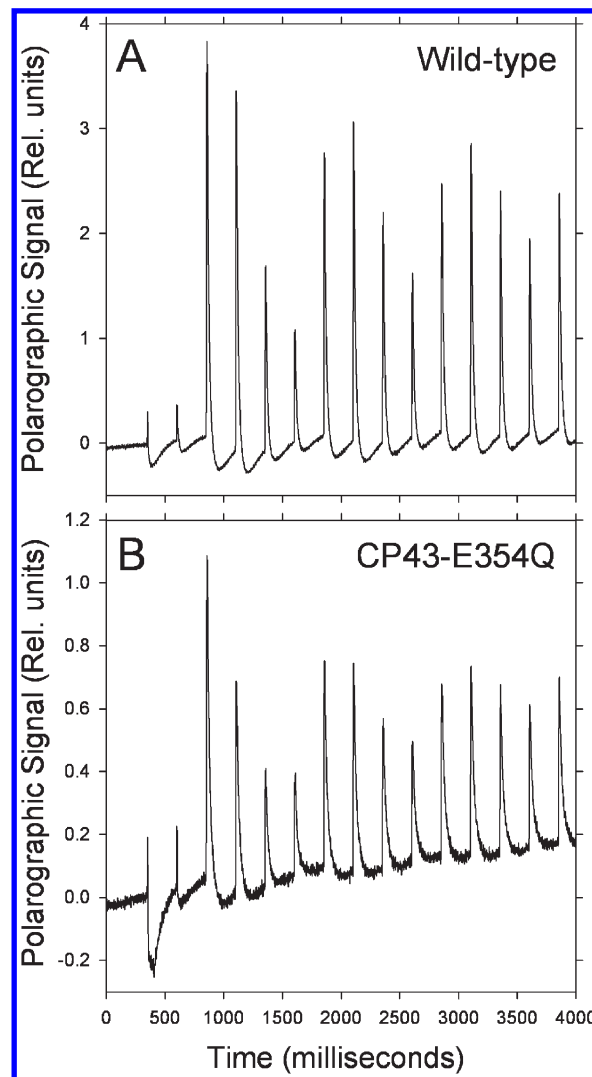 A
Wild-type
Polarographic Signal (Rel. units)
4
3
2
1
0
B
CP43-E354Q
Polarographic Signal (Rel. units)
1.2
1.0
0.8
0.6
0.4
0.2
0.0
-0.2
0 500 1000 1500 2000 2500 3000 3500 4000
Time (milliseconds)